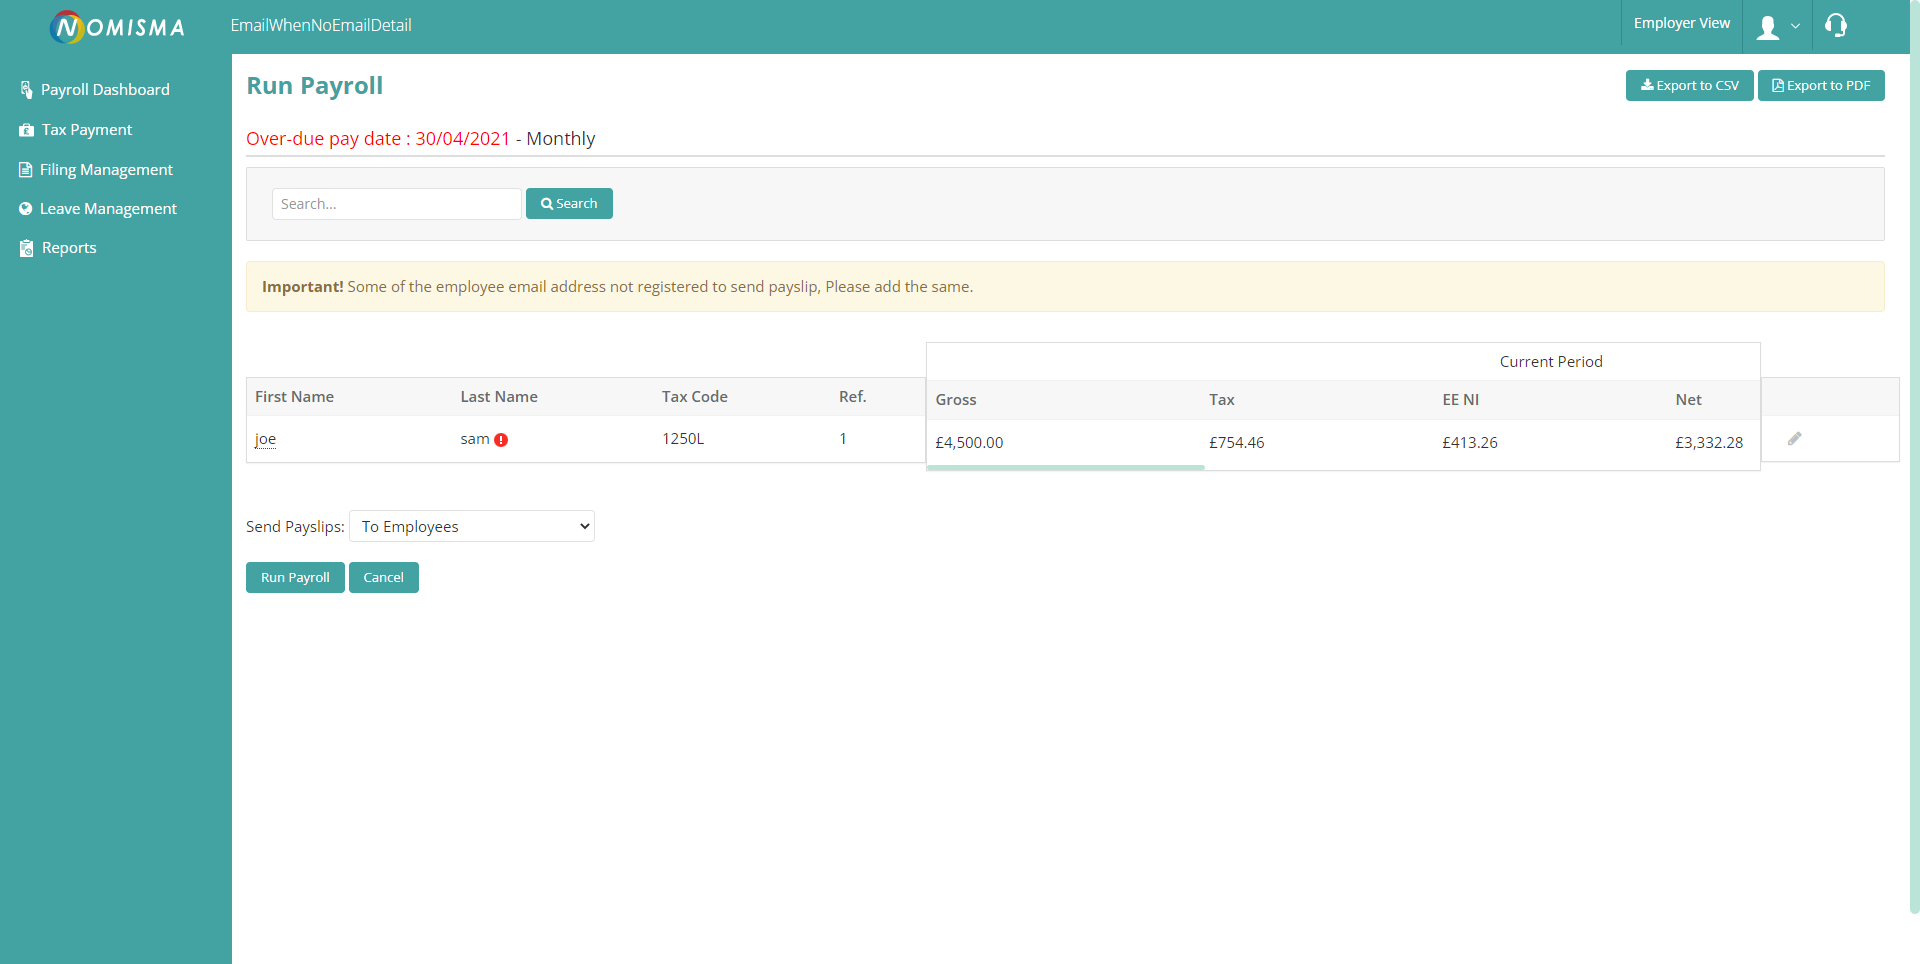 NOMISMA
EmailWhenNoEmailDetail
Employer View
Payroll Dashboard
Tax Payment
Filing Management
Leave Management
Reports
Run Payroll
Export to CSV
Export to PDF
Over-due pay date : 30/04/2021 - Monthly
Search...
Search
Important! Some of the employee email address not registered to send payslip, Please add the same.
Current Period
First Name Last Name Tax Code Ref. Gross Tax EE NI Net
joe sam 1250L 1 £4,500.00 £754.46 £413.26 £3,332.28
Send Payslips: To Employees
Run Payroll Cancel